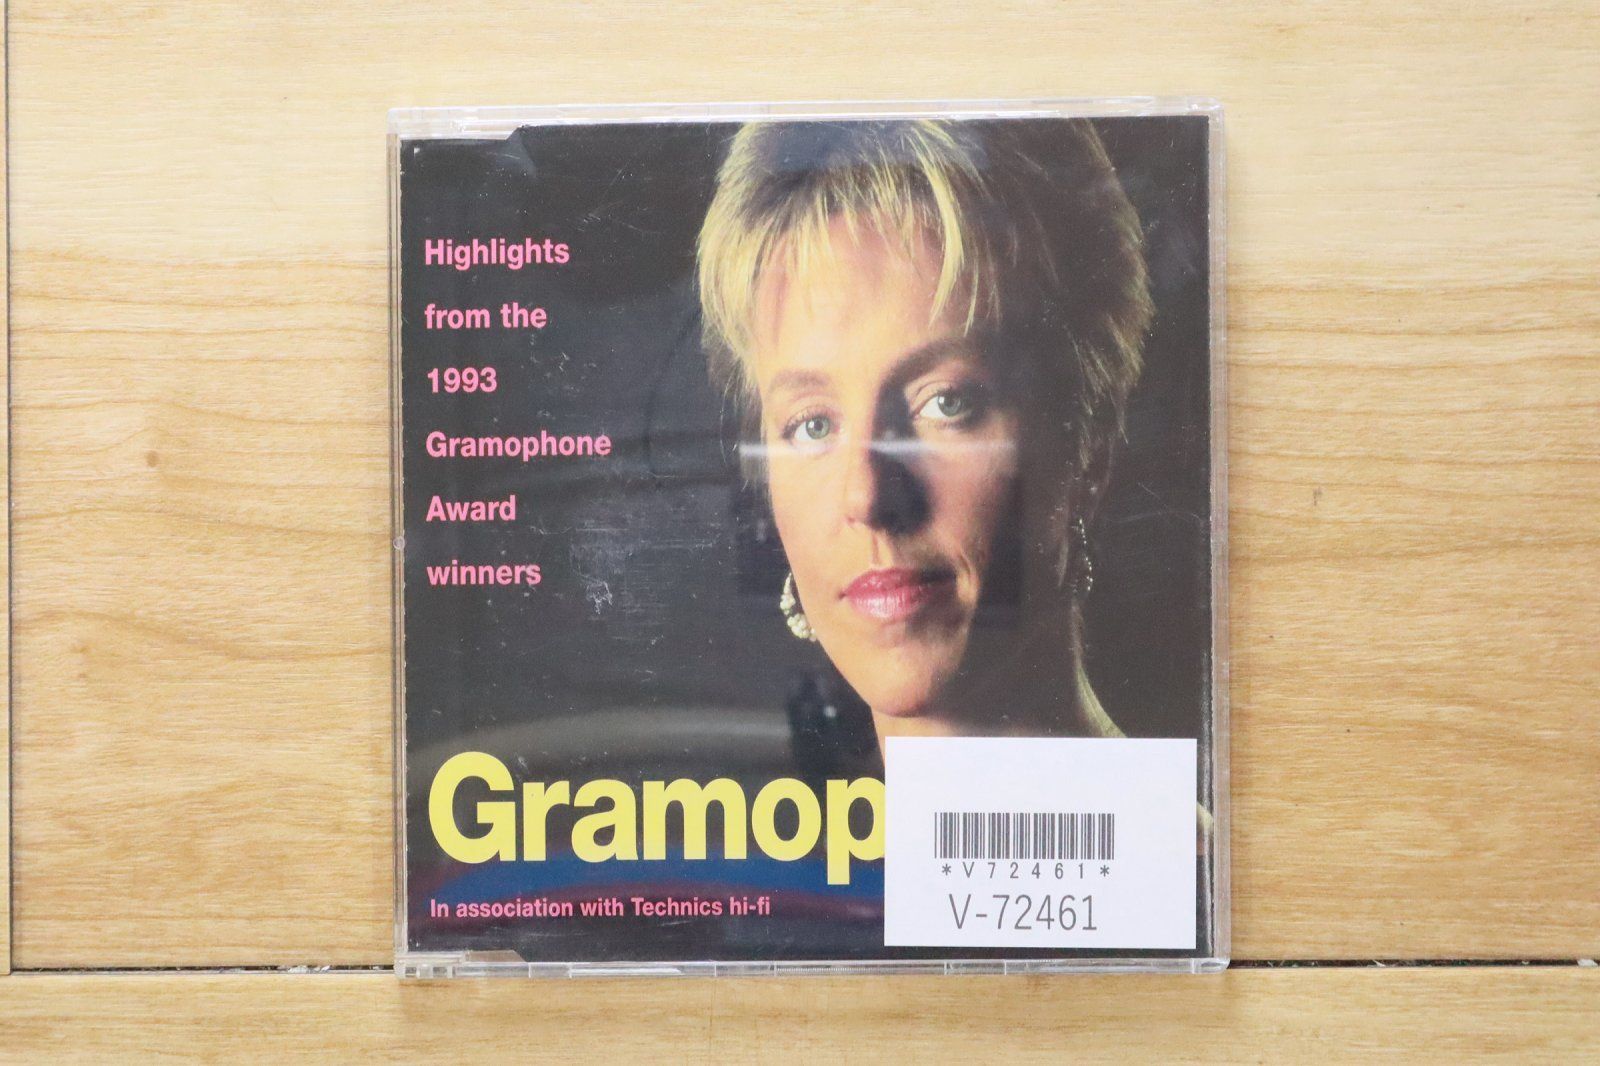 Highlights
from the
1993
Gramophone
Award
winners
Gramop
In association with Technics hi-fi
*V72461*
V-72461